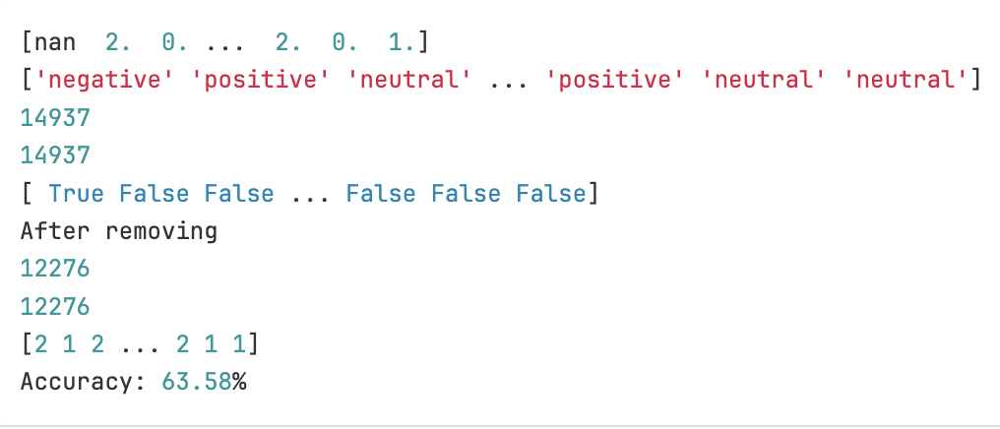 [nan  2.  0. ...  2.  0.  1.]
['negative' 'positive' 'neutral' ... 'positive' 'neutral' 'neutral']
14937
14937
[ True False False ... False False False]
After removing
12276
12276
[2 1 2 ... 2 1 1]
Accuracy: 63.58%